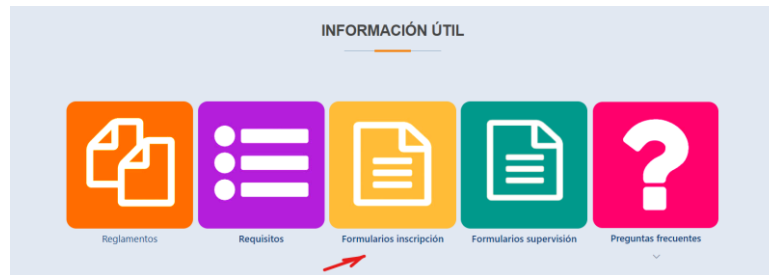 INFORMACIÓN ÚTIL
Reglamentos
Requisitos
Formularios inscripción
Formularios supervisión
Preguntas frecuentes